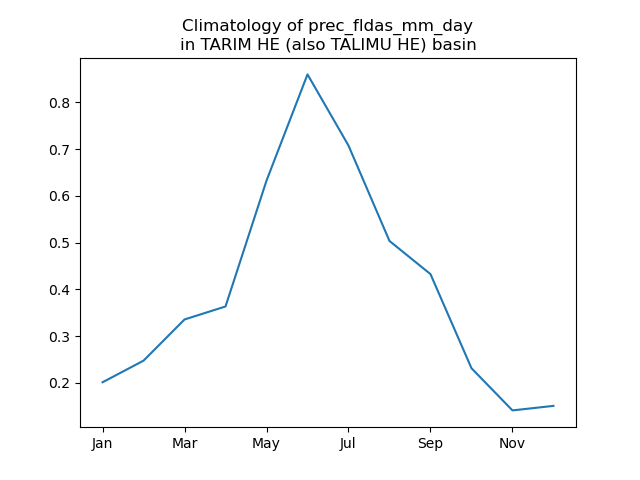 Climatology of prec_fldas_mm_day
in TARIM HE (also TALIMU HE) basin
0.8
0.7
0.6
0.5
0.4
0.3
0.2
Jan Mar May Jul Sep Nov